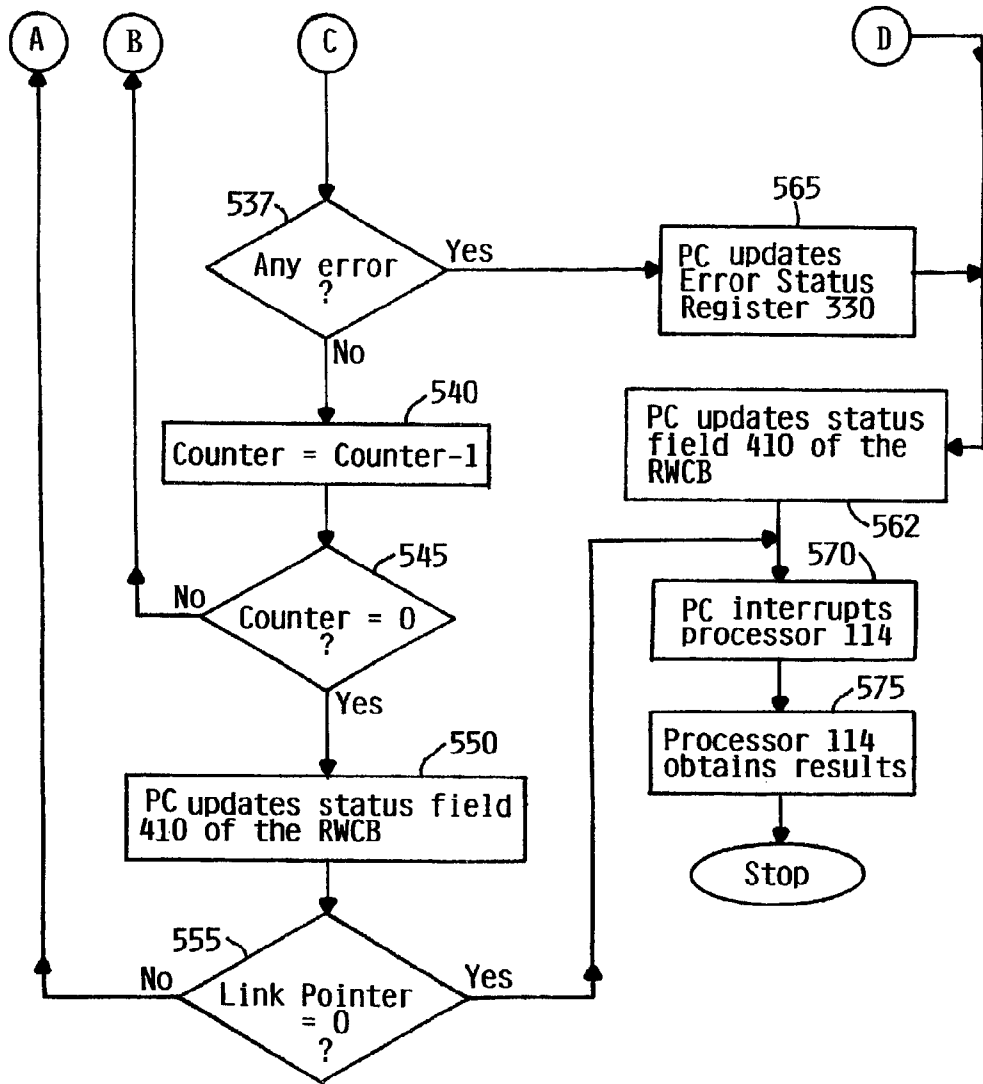 A
B
C
D
537
Any error
?
Yes
No
565
PC updates
Error Status
Register 330
540
Counter = Counter-1
PC updates status
field 410 of the
RWCB
562
545
Counter = 0
?
No
Yes
570
PC interrupts
processor 114
575
Processor 114
obtains results
550
PC updates status field
410 of the RWCB
Stop
555
Link Pointer
= 0
?
No
Yes